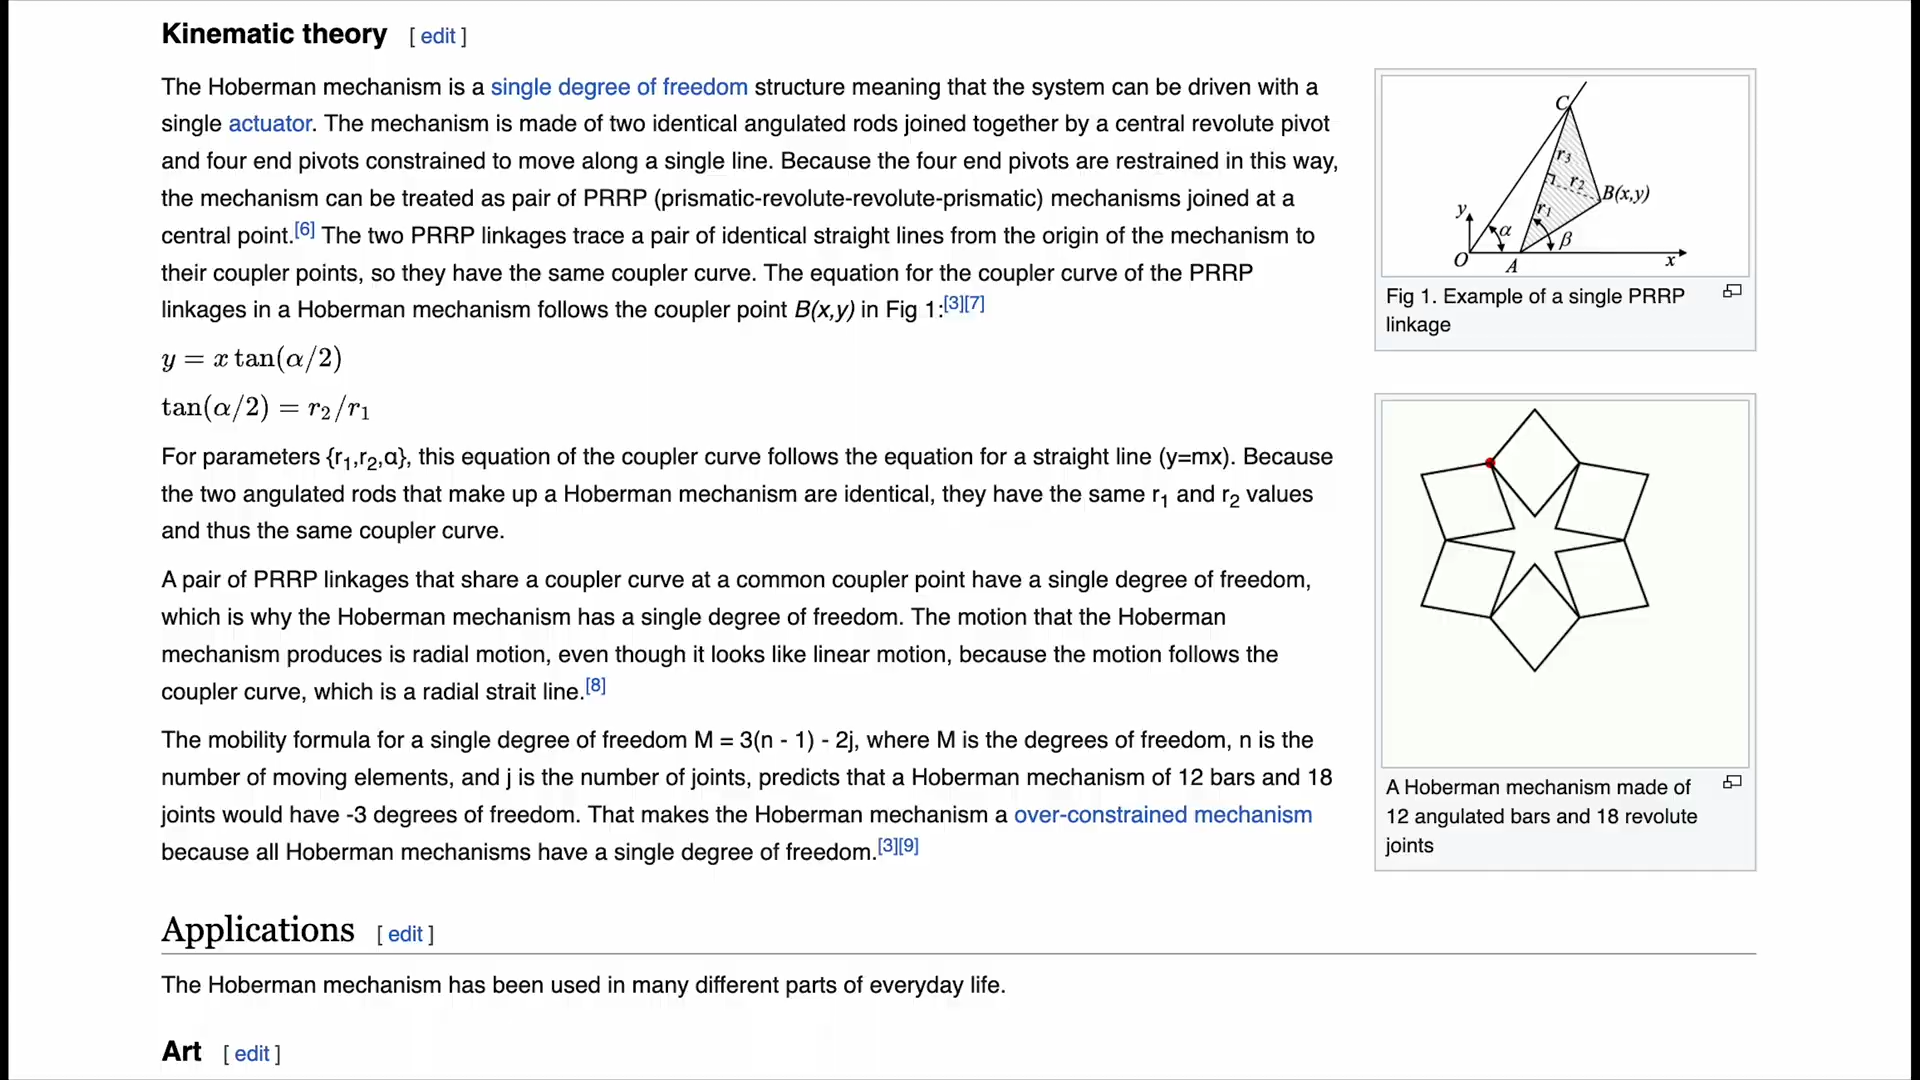 Kinematic theory [ edit ]
The Hoberman mechanism is a single degree of freedom structure meaning that the system can be driven with a
single actuator. The mechanism is made of two identical angulated rods joined together by a central revolute pivot
and four end pivots constrained to move along a single line. Because the four end pivots are restrained in this way,
the mechanism can be treated as pair of PRRP (prismatic-revolute-revolute-prismatic) mechanisms joined at a
central point.[6] The two PRRP linkages trace a pair of identical straight lines from the origin of the mechanism to
their coupler points, so they have the same coupler curve. The equation for the coupler curve of the PRRP
linkages in a Hoberman mechanism follows the coupler point B(x,y) in Fig 1:[3][7]
y = x tan(α/2)
tan(α/2) = r₂/r₁
For parameters {r₁,r₂,α}, this equation of the coupler curve follows the equation for a straight line (y=mx). Because
the two angulated rods that make up a Hoberman mechanism are identical, they have the same r₁ and r₂ values
and thus the same coupler curve.
A pair of PRRP linkages that share a coupler curve at a common coupler point have a single degree of freedom,
which is why the Hoberman mechanism has a single degree of freedom. The motion that the Hoberman
mechanism produces is radial motion, even though it looks like linear motion, because the motion follows the
coupler curve, which is a radial strait line.[8]
The mobility formula for a single degree of freedom M = 3(n - 1) - 2j, where M is the degrees of freedom, n is the
number of moving elements, and j is the number of joints, predicts that a Hoberman mechanism of 12 bars and 18
joints would have -3 degrees of freedom. That makes the Hoberman mechanism a over-constrained mechanism
because all Hoberman mechanisms have a single degree of freedom.[3][9]
C
r₃
r₂
B(x,y)
r₁
y
α
β
O
A
x
Fig 1. Example of a single PRRP
linkage
A Hoberman mechanism made of
12 angulated bars and 18 revolute
joints
Applications [ edit ]
The Hoberman mechanism has been used in many different parts of everyday life.
Art [ edit ]